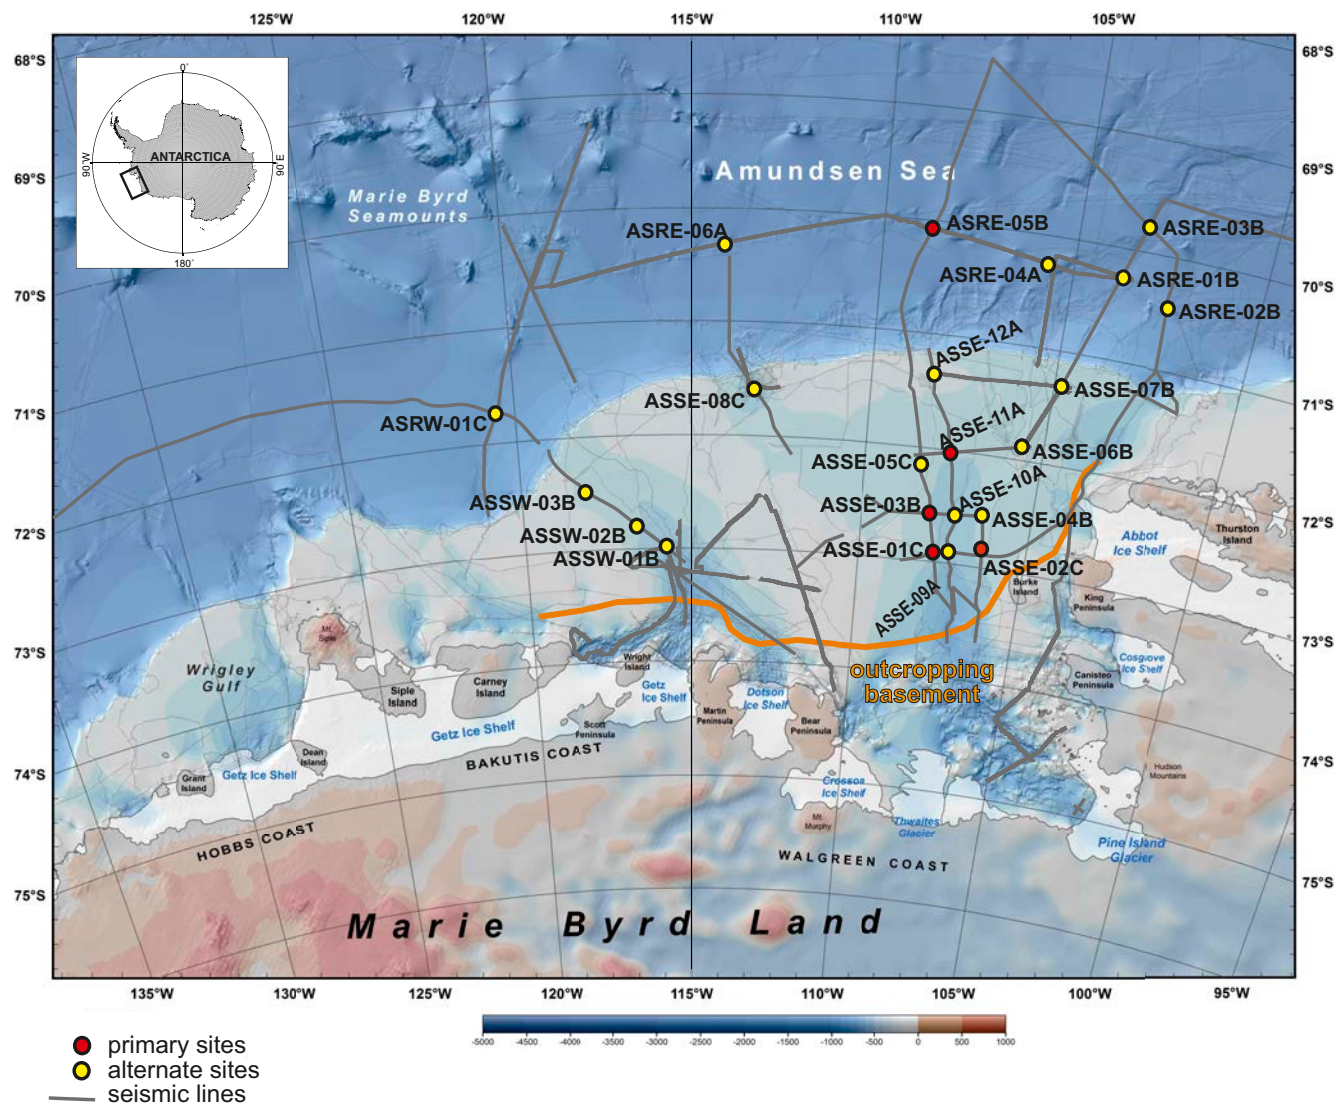 125°W 120°W 115°W 110°W 105°W
68°S 68°S
0°
ANTARCTICA
90°W 90°E
180°
69°S 69°S
Amundsen Sea
Marie Byrd
Seamounts
ASRE-06A
ASRE-05B
ASRE-03B
ASRE-04A
ASRE-01B
70°S 70°S
ASRE-02B
ASSE-12A
ASSE-07B
ASSE-08C
71°S 71°S
ASRW-01C
ASSE-11A
ASSE-06B
ASSE-05C
ASSE-10A
ASSW-03B
ASSE-03B
ASSE-04B
72°S 72°S
ASSW-02B
ASSW-01B
ASSE-01C
ASSE-02C
ASSE-09A
Abbot
Ice Shelf
Thurston
Island
Burke
Island
King
Peninsula
Mt.
Siple
73°S 73°S
Wrigley
Gulf
Wright
Island
outcropping
basement
Cosgrove
Ice Shelf
Canisteo
Peninsula
Siple
Island
Carney
Island
Getz
Ice Shelf
Dotson
Ice Shelf
Martin
Peninsula
Bear
Peninsula
Getz Ice Shelf
Scott
Peninsula
BAKUTIS COAST
Dean
Island
Getz Ice Shelf
Grant
Island
74°S 74°S
Hudson
Mountains
Crosson
Ice Shelf
Mt.
Murphy
Thwaites
Glacier
Pine Island
Glacier
HOBBS COAST
WALGREEN COAST
75°S 75°S
Marie Byrd Land
135°W 130°W 125°W 120°W 115°W 110°W 105°W 100°W 95°W
-5000 -4500 -4000 -3500 -3000 -2500 -2000 -1500 -1000 -500 0 500 1000
primary sites
alternate sites
seismic lines